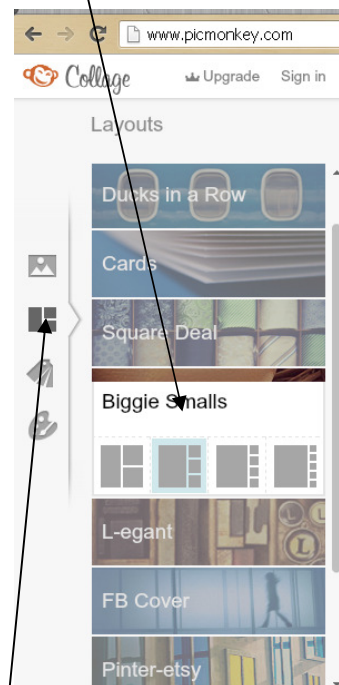 www.picmonkey.com
Collage Upgrade Sign in
Layouts
Ducks in a Row
Cards
Square Deal
Biggie Smalls
L-egant
FB Cover
Pinter-etsy